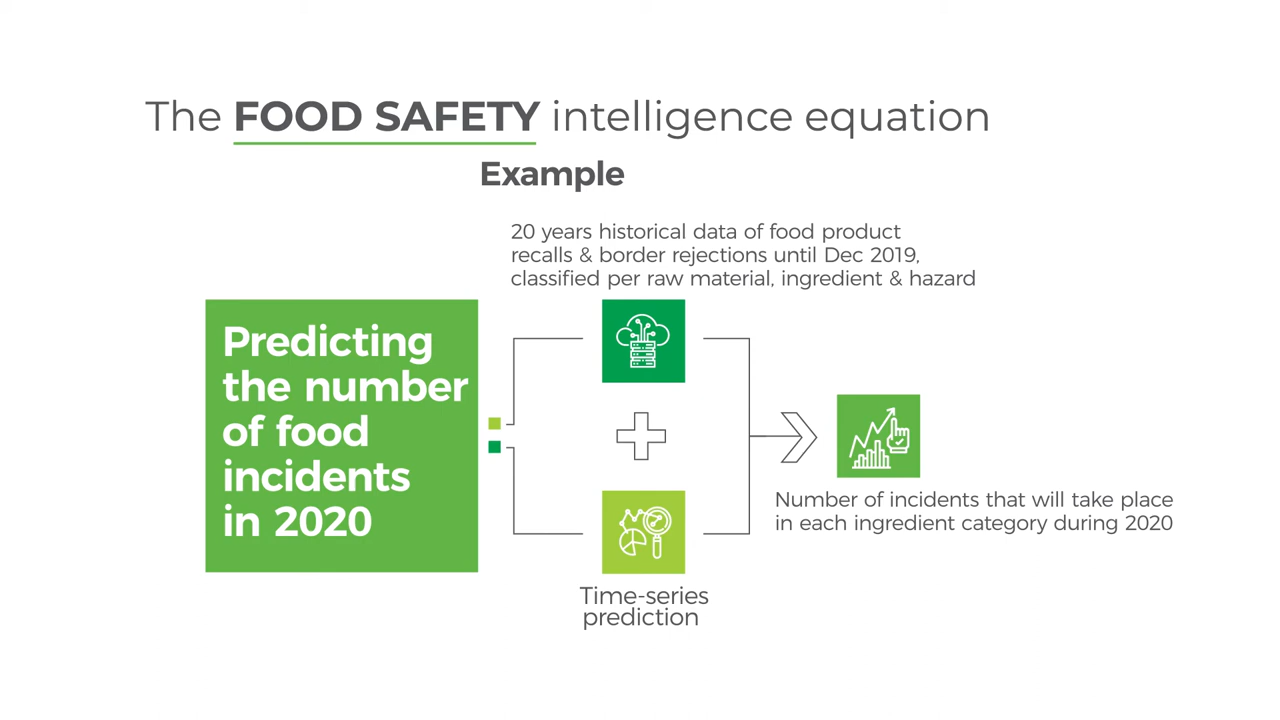 The FOOD SAFETY intelligence equation
Example
20 years historical data of food product
recalls & border rejections until Dec 2019,
classified per raw material, ingredient & hazard
Predicting
the number
of food
incidents
in 2020
Number of incidents that will take place
in each ingredient category during 2020
Time-series
prediction